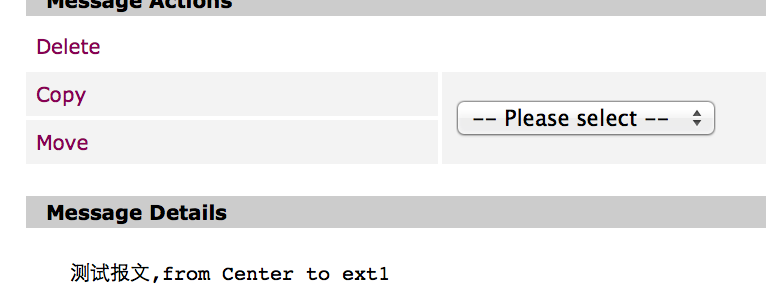 Message Actions
Delete
Copy
-- Please select --
Move
Message Details
测试报文,from Center to ext1